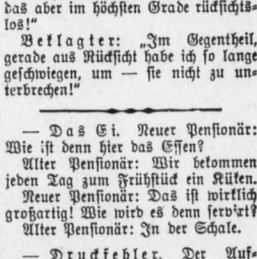 das aber im höchsten Grade rücksichts-
los!“
Beklagter: „Im Gegentheil,
gerade aus Rücksicht habe ich so lange
geschwiegen, um — sie nicht zu un-
terbrechen!“
— Das Ei. Neuer Pensionär:
Wie ist denn hier das Essen?
Alter Pensionär: Wir bekommen
jeden Tag zum Frühstück ein Küken.
Neuer Pensionär: Das ist wirklich
großartig! Wie wird es denn servirt?
Alter Pensionär: In der Schale.
— Druckfehler. Der Auf-